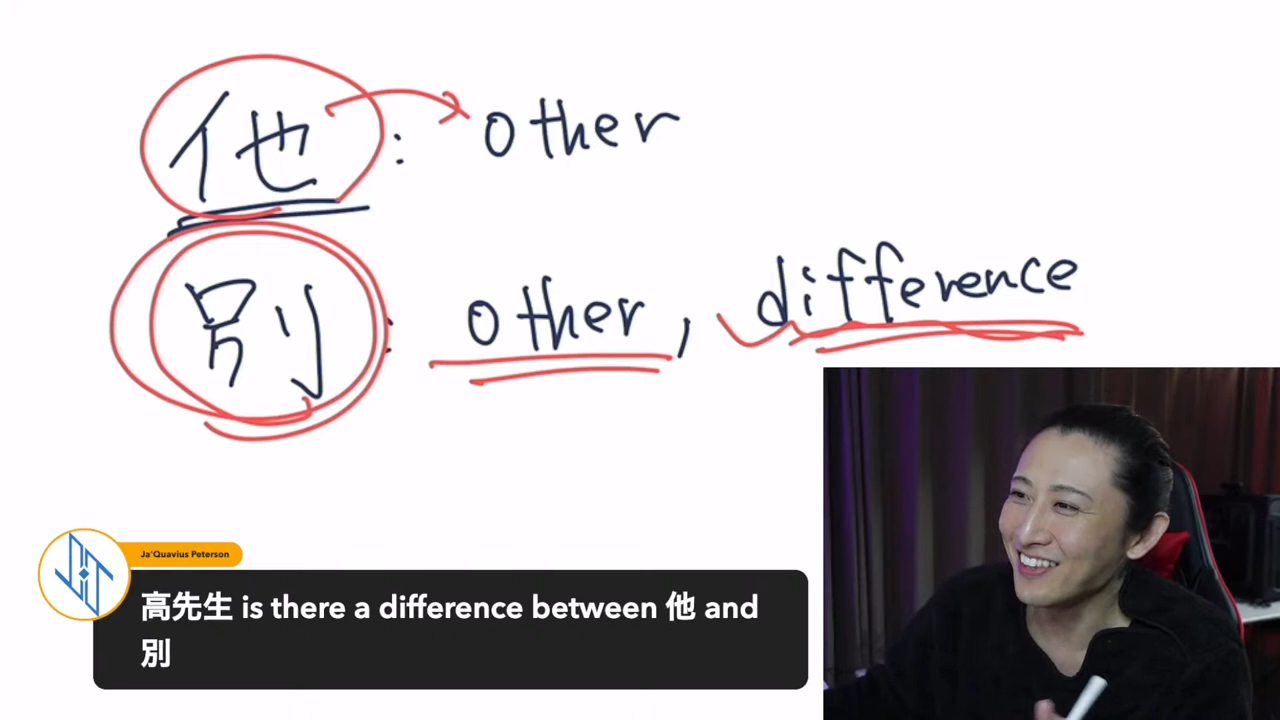 他: other
別: other, difference
Ja'Quavius Peterson
高先生 is there a difference between 他 and
別